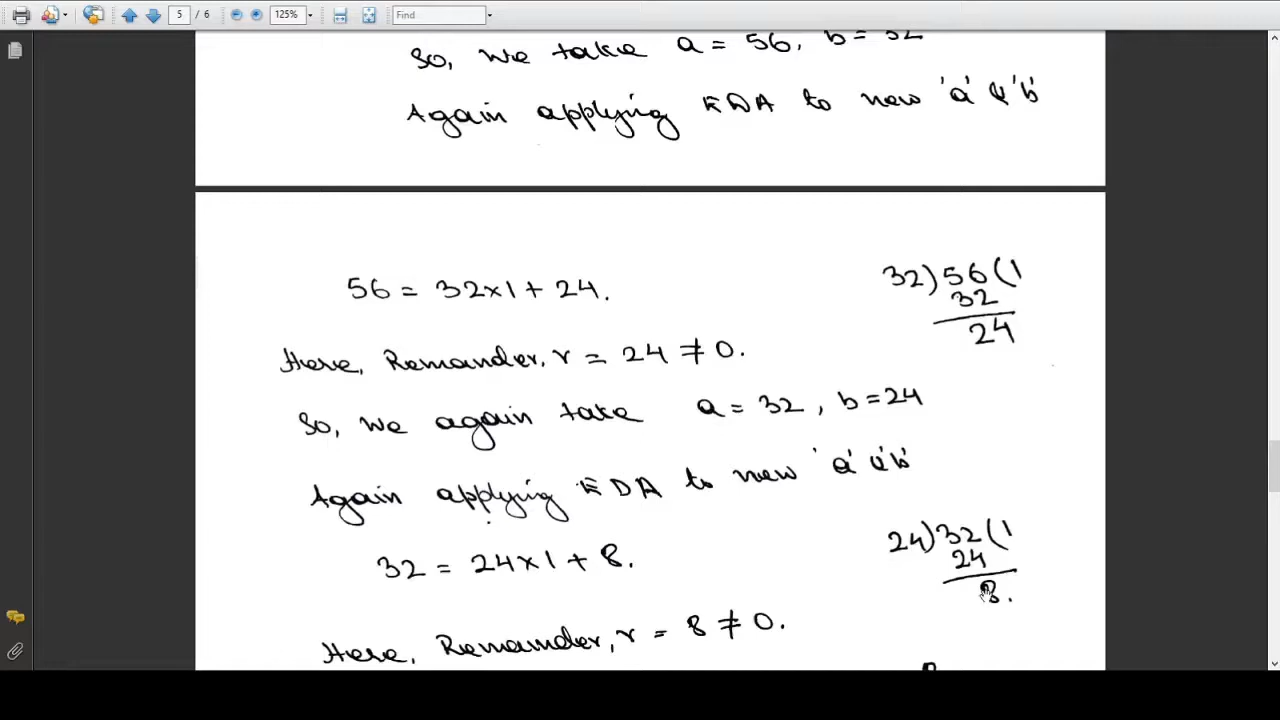 5 / 6 125% Find
So, we take a = 56, b = 32
Again applying EDA to new 'a' & 'b'
56 = 32×1 + 24.
32) 56 (1
32
24
Here, Remander, r = 24 ≠ 0.
So, we again take a = 32, b = 24
Again applying EDA to new 'a' & 'b'
32 = 24×1 + 8.
24) 32 (1
24
8.
Here, Remainder, r = 8 ≠ 0.